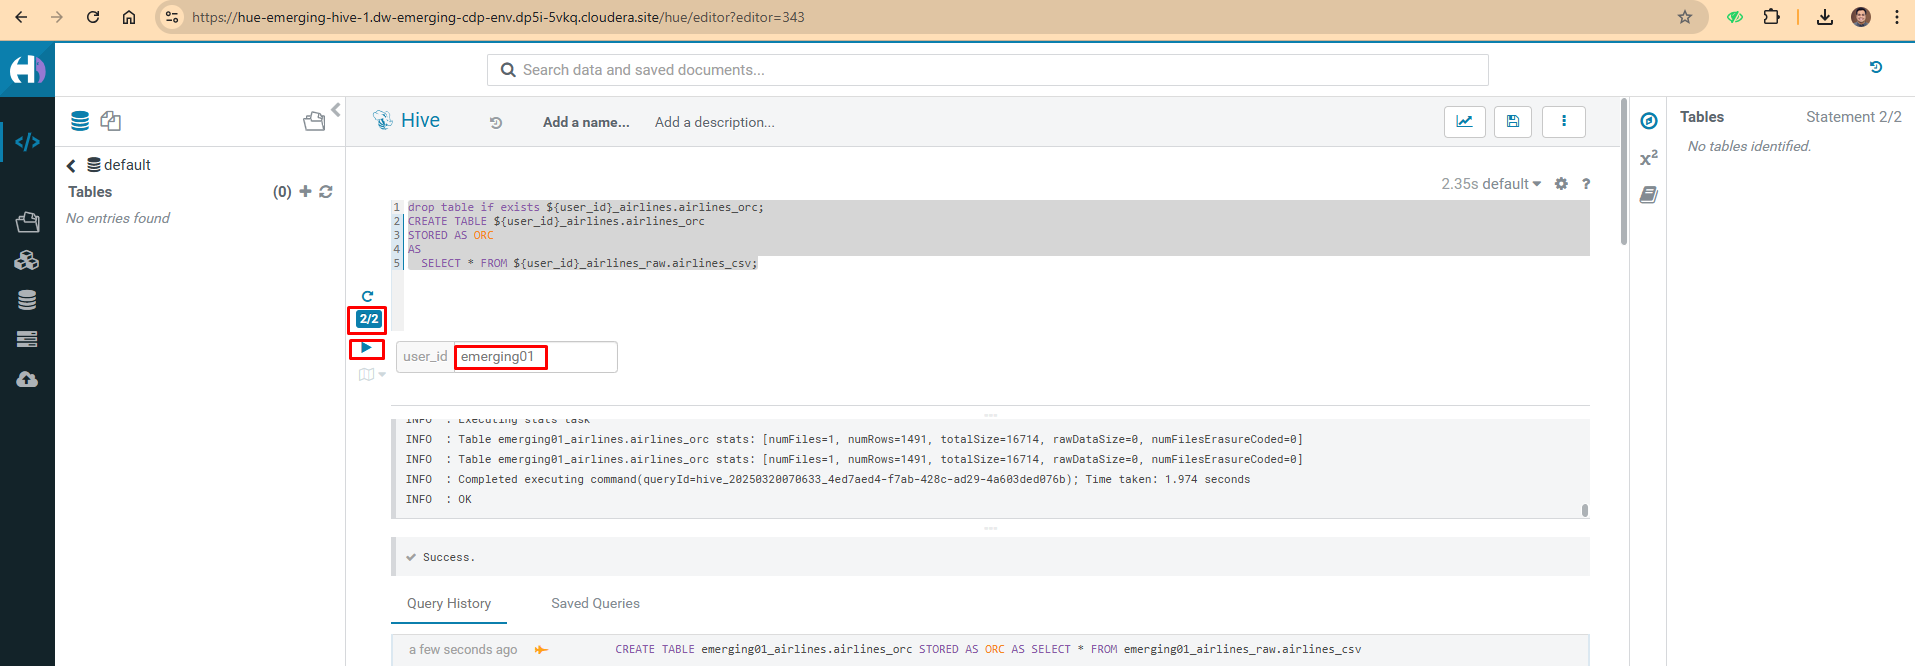 https://hue-emerging-hive-1.dw-emerging-cdp-env.dp5i-5vkq.cloudera.site/hue/editor?editor=343
Search data and saved documents...
default
Tables (0)
No entries found
Hive Add a name... Add a description...
2.35s default ?
1 drop table if exists ${user_id}_airlines.airlines_orc;
2 CREATE TABLE ${user_id}_airlines.airlines_orc
3 STORED AS ORC
4 AS
5 SELECT * FROM ${user_id}_airlines_raw.airlines_csv;
2/2
user_id emerging01
INFO : Executing stats task
INFO : Table emerging01_airlines.airlines_orc stats: [numFiles=1, numRows=1491, totalSize=16714, rawDataSize=0, numFilesErasureCoded=0]
INFO : Table emerging01_airlines.airlines_orc stats: [numFiles=1, numRows=1491, totalSize=16714, rawDataSize=0, numFilesErasureCoded=0]
INFO : Completed executing command(queryId=hive_20250320070633_4ed7aed4-f7ab-428c-ad29-4a603ded076b); Time taken: 1.974 seconds
INFO : OK
Success.
Query History Saved Queries
a few seconds ago CREATE TABLE emerging01_airlines.airlines_orc STORED AS ORC AS SELECT * FROM emerging01_airlines_raw.airlines_csv
Tables Statement 2/2
No tables identified.
x²